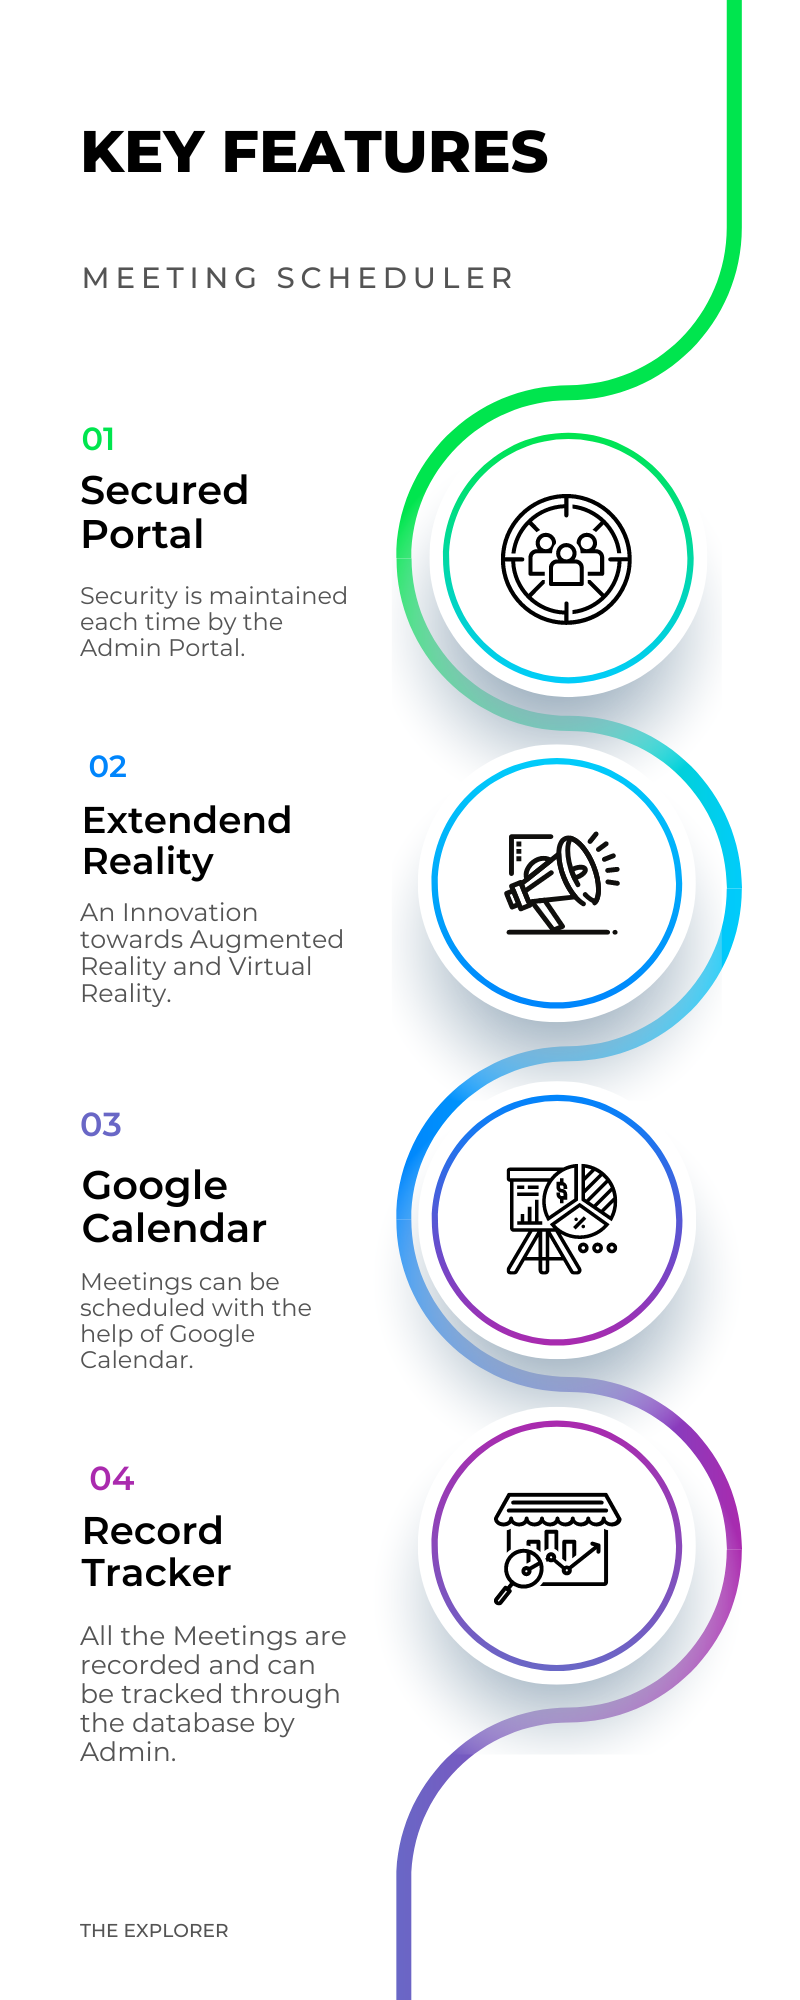 KEY FEATURES
MEETING SCHEDULER
01
Secured
Portal
Security is maintained
each time by the
Admin Portal.
02
Extendend
Reality
An Innovation
towards Augmented
Reality and Virtual
Reality.
03
Google
Calendar
Meetings can be
scheduled with the
help of Google
Calendar.
$
%
04
Record
Tracker
All the Meetings are
recorded and can
be tracked through
the database by
Admin.
THE EXPLORER